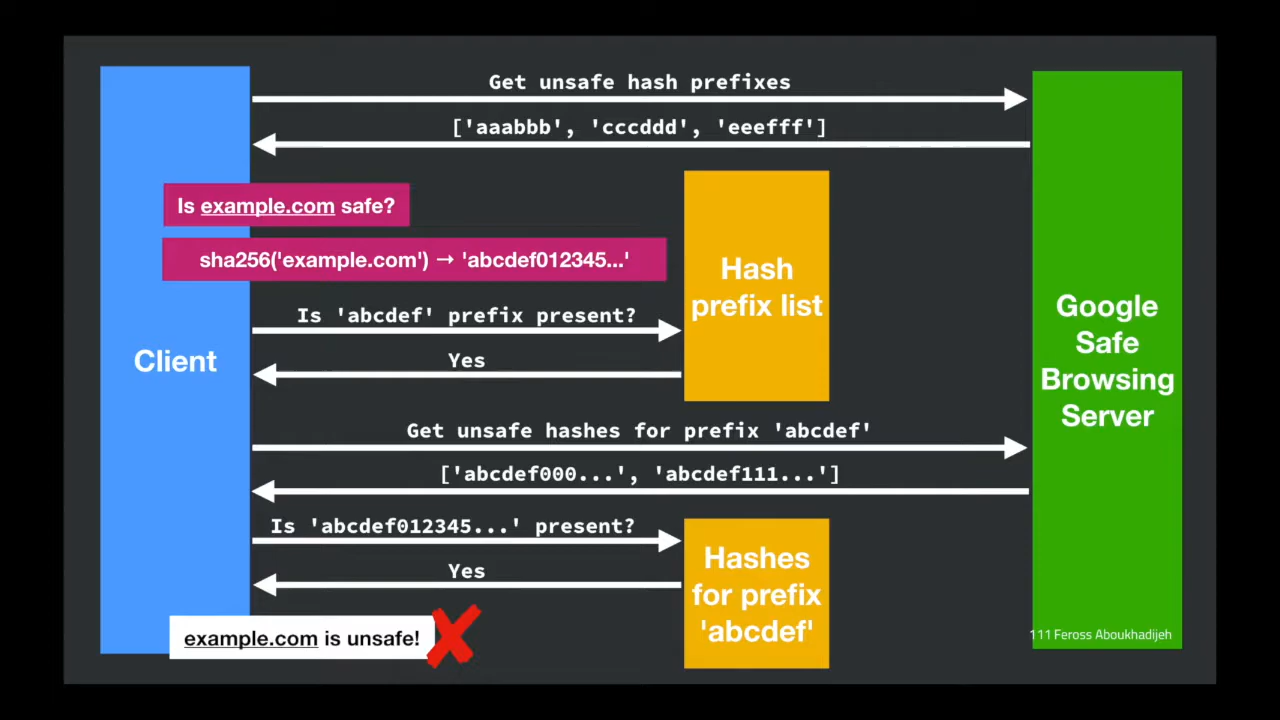 Get unsafe hash prefixes
['aaabbb', 'cccddd', 'eeefff']
Is example.com safe?
sha256('example.com') → 'abcdef012345...'
Hash
prefix list
Is 'abcdef' prefix present?
Yes
Client
Google
Safe
Browsing
Server
Get unsafe hashes for prefix 'abcdef'
['abcdef000...', 'abcdef111...']
Is 'abcdef012345...' present?
Yes
Hashes
for prefix
'abcdef'
example.com is unsafe!
111 Feross Aboukhadijeh